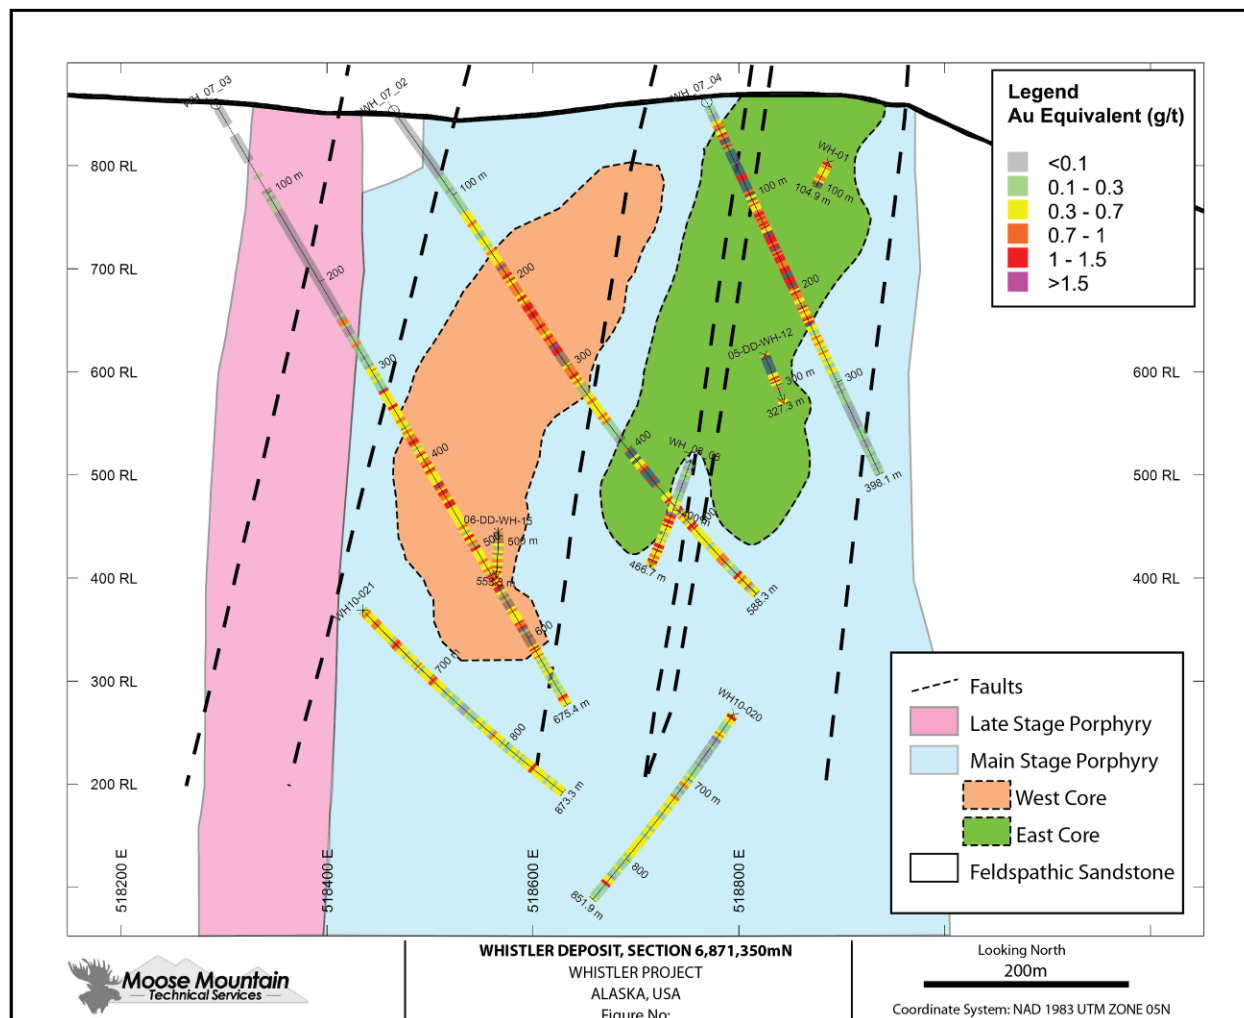 WH_07_03
WH_07_02
WH_07_04
Legend
Au Equivalent (g/t)
<0.1
0.1 - 0.3
0.3 - 0.7
0.7 - 1
1 - 1.5
>1.5
800 RL
700 RL
600 RL
500 RL
400 RL
300 RL
200 RL
600 RL
500 RL
400 RL
100 m
200
300
400
500
600
675.4 m
100 m
200
300
400
588.3 m
100 m
200
300
398.1 m
WH-01
100 m
104.9 m
05-DD-WH-12
300 m
327.3 m
466.7 m
06-DD-WH-15
500 m
WH10-021
700 m
800
873.3 m
WH10-020
700 m
800
851.9 m
Faults
Late Stage Porphyry
Main Stage Porphyry
West Core
East Core
Feldspathic Sandstone
518200 E
518400 E
518600 E
518800 E
Moose Mountain
Technical Services
WHISTLER DEPOSIT, SECTION 6,871,350mN
WHISTLER PROJECT
ALASKA, USA
Figure No:
Looking North
200m
Coordinate System: NAD 1983 UTM ZONE 05N